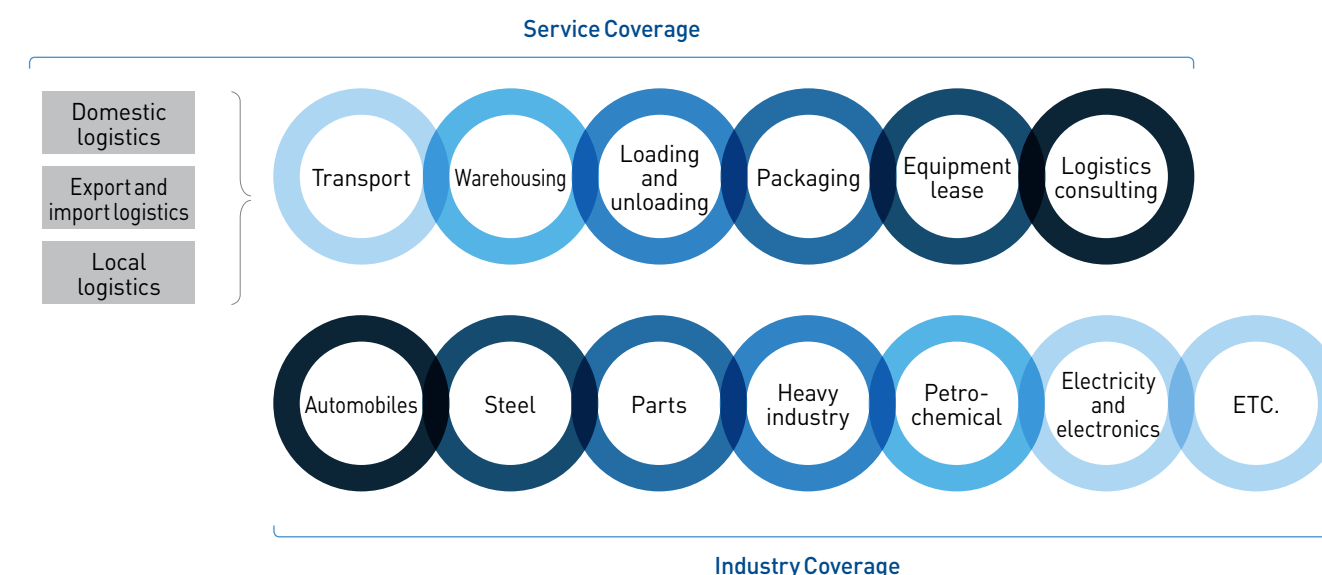 Service Coverage
Domestic
logistics
Export and
import logistics
Local
logistics
Transport
Warehousing
Loading
and
unloading
Packaging
Equipment
lease
Logistics
consulting
Automobiles
Steel
Parts
Heavy
industry
Petro-
chemical
Electricity
and
electronics
ETC.
Industry Coverage